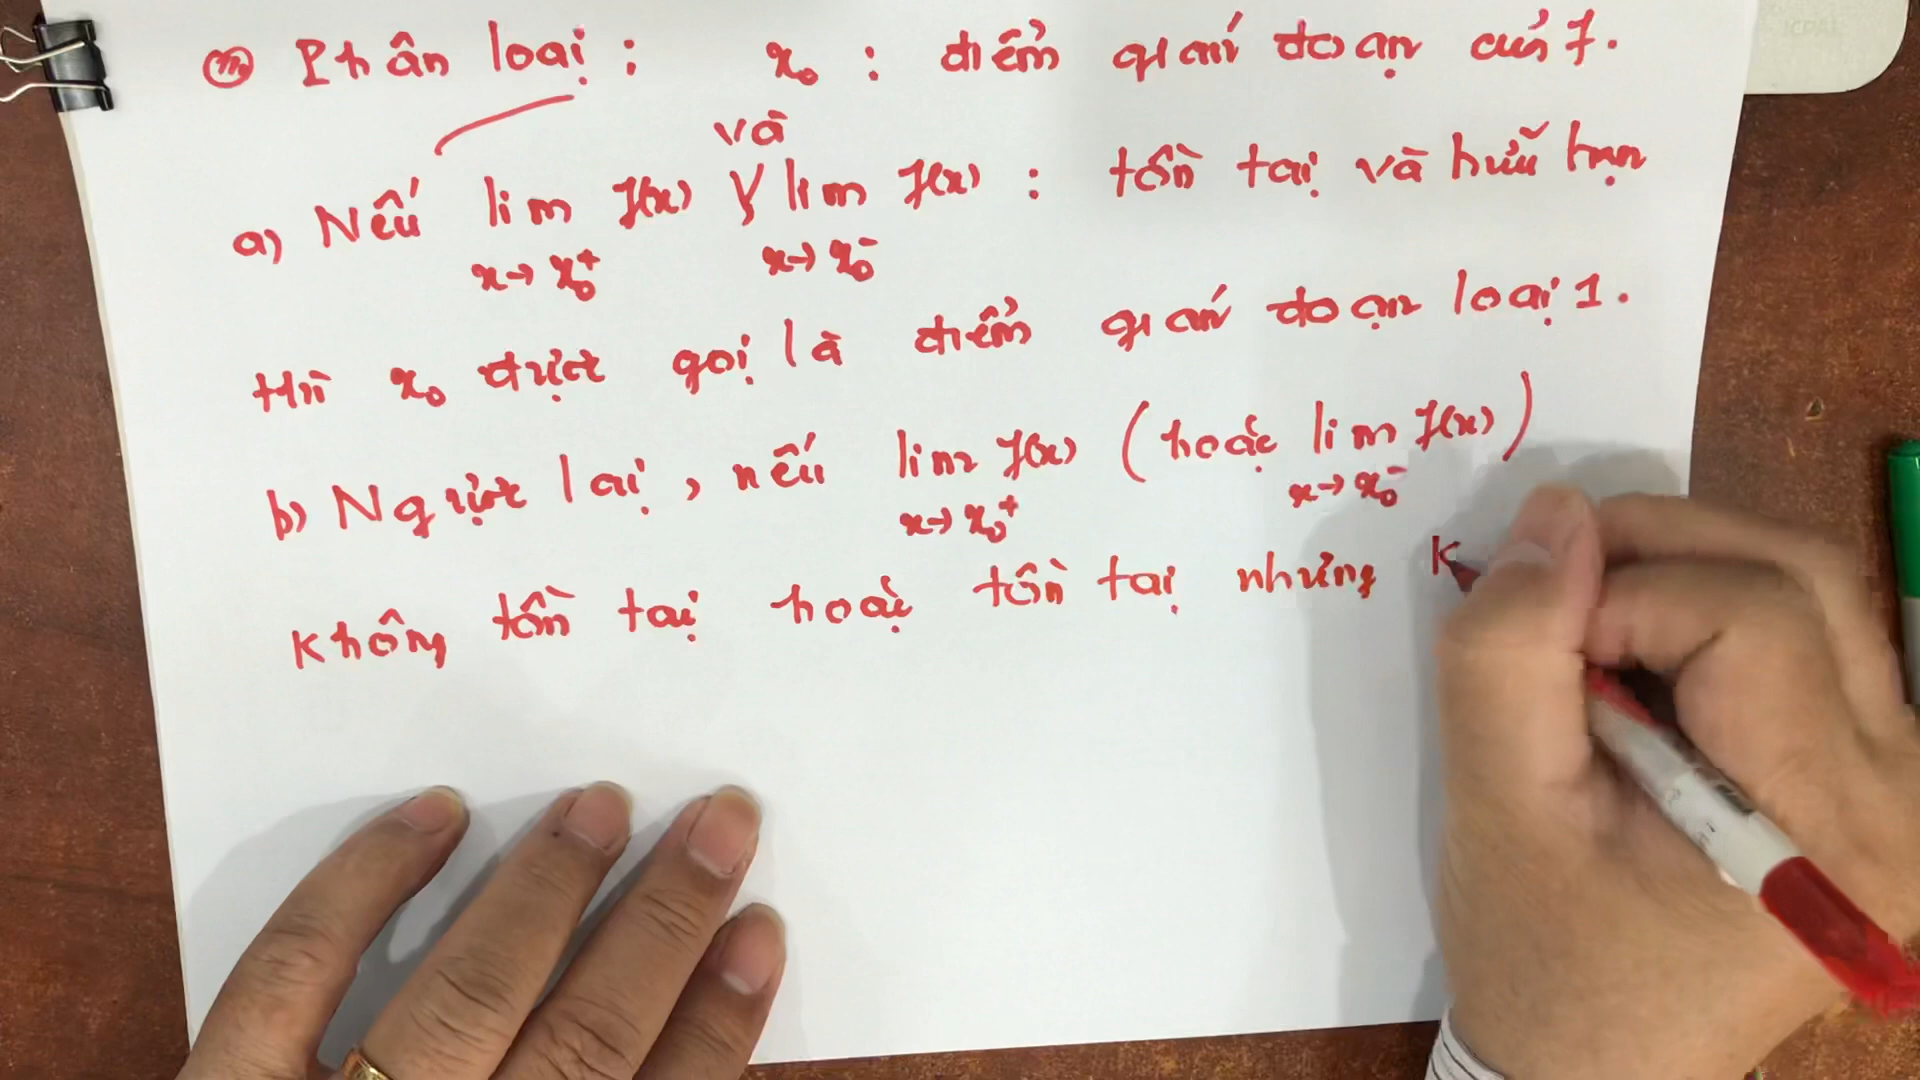 (m) Phân loại : x₀ : điểm gián đoạn của f.
và
a) Nếu lim f(x) lim f(x) : tồn tại và hữu hạn
x→x₀⁺ x→x₀⁻
thì x₀ được gọi là điểm gián đoạn loại 1.
b) Ngược lại, nếu lim f(x) (hoặc lim f(x))
x→x₀⁺ x→x₀⁻
không tồn tại hoặc tồn tại nhưng k